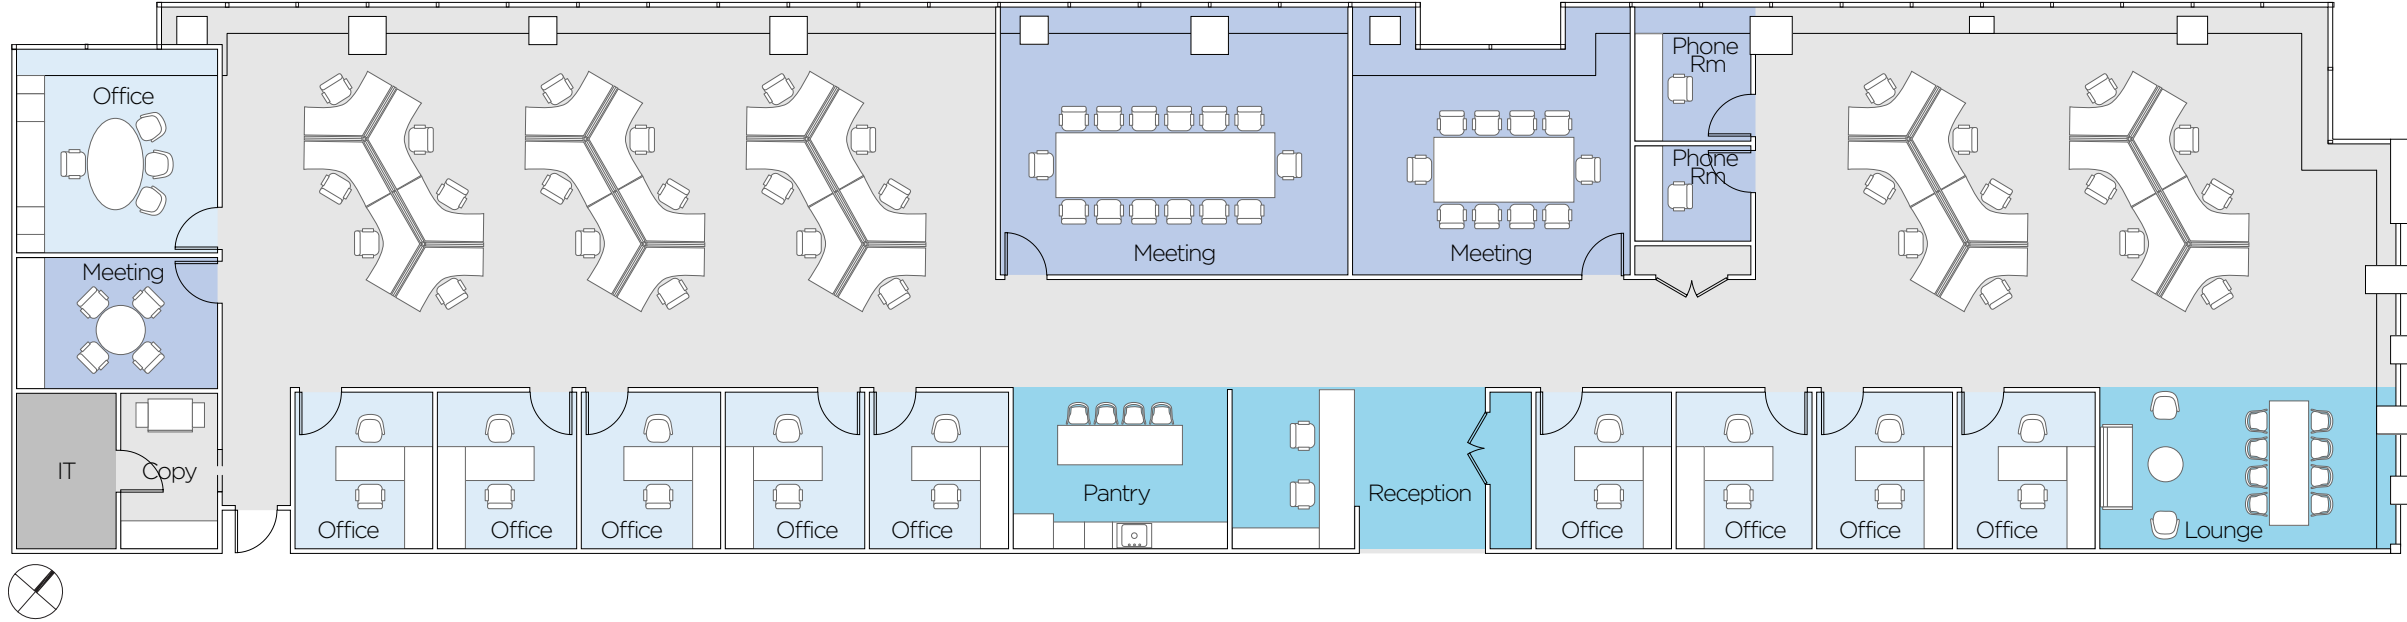 Phone
Rm
Office
Phone
Rm
Meeting
Meeting
Meeting
IT
Copy
Pantry
Reception
Office
Office
Office
Office
Office
Office
Office
Office
Office
Lounge